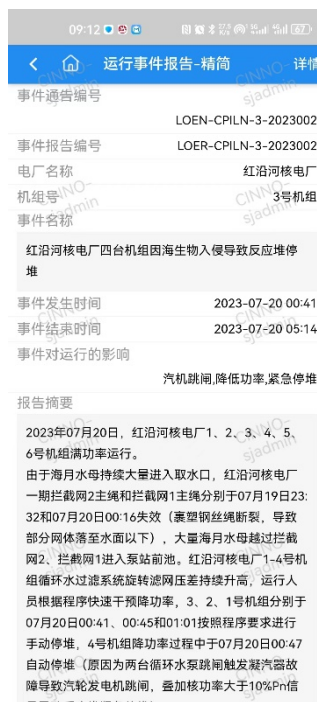 09:12
67
运行事件报告-精简 详情
事件通告编号
LOEN-CPILN-3-2023002
事件报告编号 LOER-CPILN-3-2023002
电厂名称 红沿河核电厂
机组号 3号机组
事件名称
红沿河核电厂四台机组因海生物入侵导致反应堆停
堆
事件发生时间 2023-07-20 00:41
事件结束时间 2023-07-20 05:14
事件对运行的影响
汽机跳闸,降低功率,紧急停堆
报告摘要
2023年07月20日，红沿河核电厂1、2、3、4、5、
6号机组满功率运行。
由于海月水母持续大量进入取水口，红沿河核电厂
一期拦截网2主绳和拦截网1主绳分别于07月19日23:
32和07月20日00:16失效（裹塑钢丝绳断裂，导致
部分网体落至水面以下），大量海月水母越过拦截
网2、拦截网1进入泵站前池。红沿河核电厂1-4号机
组循环水过滤系统旋转滤网压差持续升高，运行人
员根据程序快速干预降功率，3、2、1号机组分别于
07月20日00:41、00:45和01:01按照程序要求进行
手动停堆，4号机组降功率过程中于07月20日00:47
自动停堆（原因为两台循环水泵跳闸触发凝汽器故
障导致汽轮发电机跳闸，叠加核功率大于10%Pn信
CINNO-
sjadmin